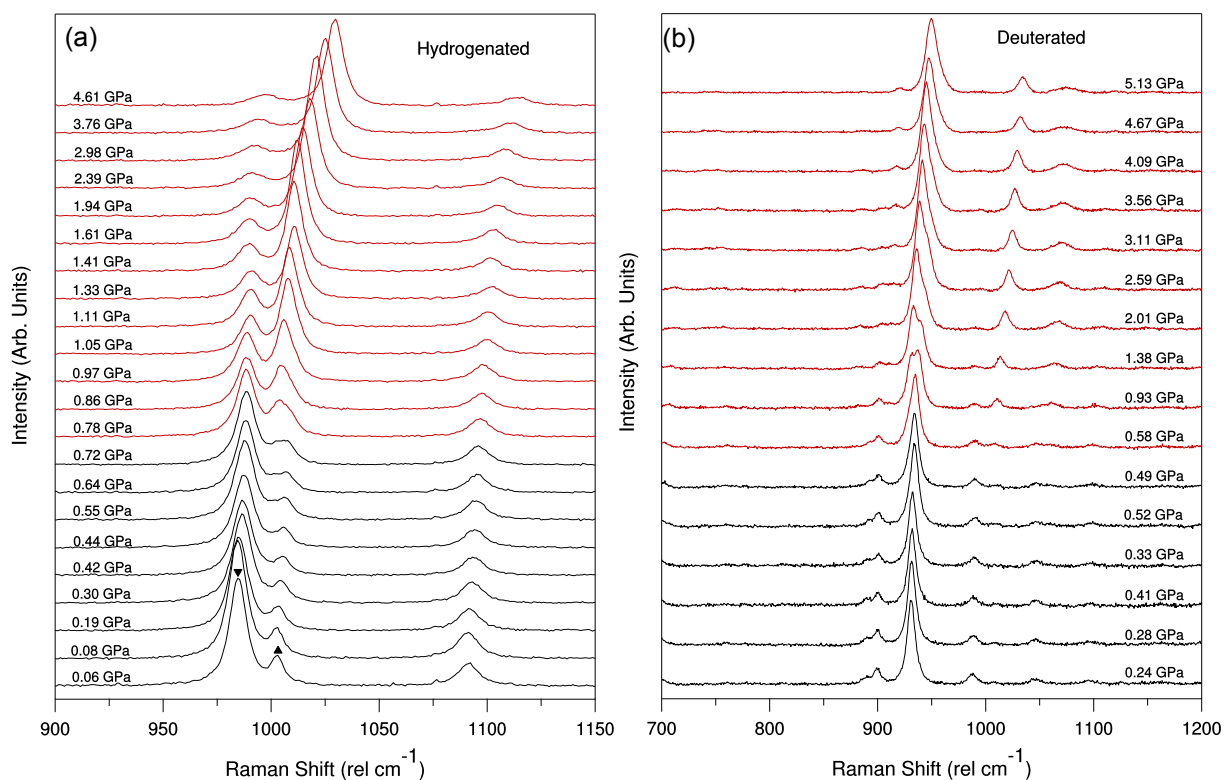 (a)
Hydrogenated
4.61 GPa
3.76 GPa
2.98 GPa
2.39 GPa
1.94 GPa
1.61 GPa
1.41 GPa
1.33 GPa
1.11 GPa
1.05 GPa
0.97 GPa
0.86 GPa
0.78 GPa
0.72 GPa
0.64 GPa
0.55 GPa
0.44 GPa
0.42 GPa
0.30 GPa
0.19 GPa
0.08 GPa
0.06 GPa
Intensity (Arb. Units)
900 950 1000 1050 1100 1150
Raman Shift (rel cm⁻¹)
(b)
Deuterated
5.13 GPa
4.67 GPa
4.09 GPa
3.56 GPa
3.11 GPa
2.59 GPa
2.01 GPa
1.38 GPa
0.93 GPa
0.58 GPa
0.49 GPa
0.52 GPa
0.33 GPa
0.41 GPa
0.28 GPa
0.24 GPa
Intensity (Arb. Units)
700 800 900 1000 1100 1200
Raman Shift (rel cm⁻¹)